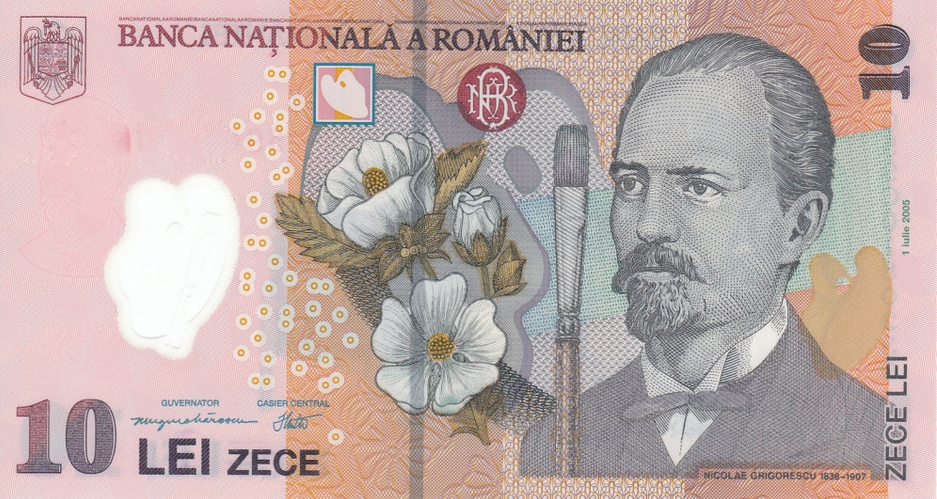 BANCANATIONALAAROMANIEIBANCANATIONALAAROMANIEIBANCANATIONALAAROMANIEIBANCANATIONALAAROMANIEI
BANCA NAȚIONALĂ A ROMÂNIEI
10
1 iulie 2005
GUVERNATOR
CASIER CENTRAL
10 LEI ZECE
ZECE LEI
NICOLAE GRIGORESCU 1838-1907